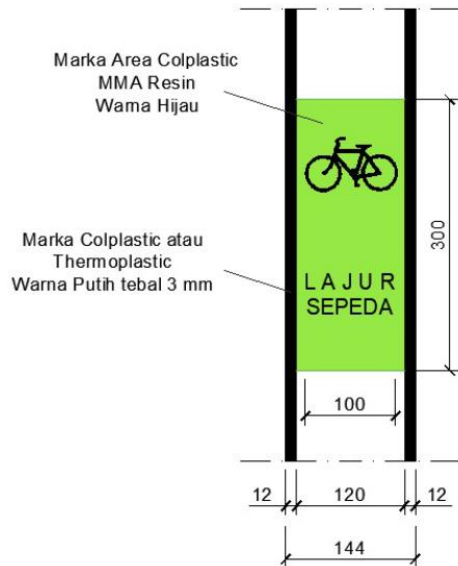 Marka Area Colplastic
MMA Resin
Warna Hijau
Marka Colplastic atau
Thermoplastic
Warna Putih tebal 3 mm
L A J U R
SEPEDA
300
100
12
120
12
144